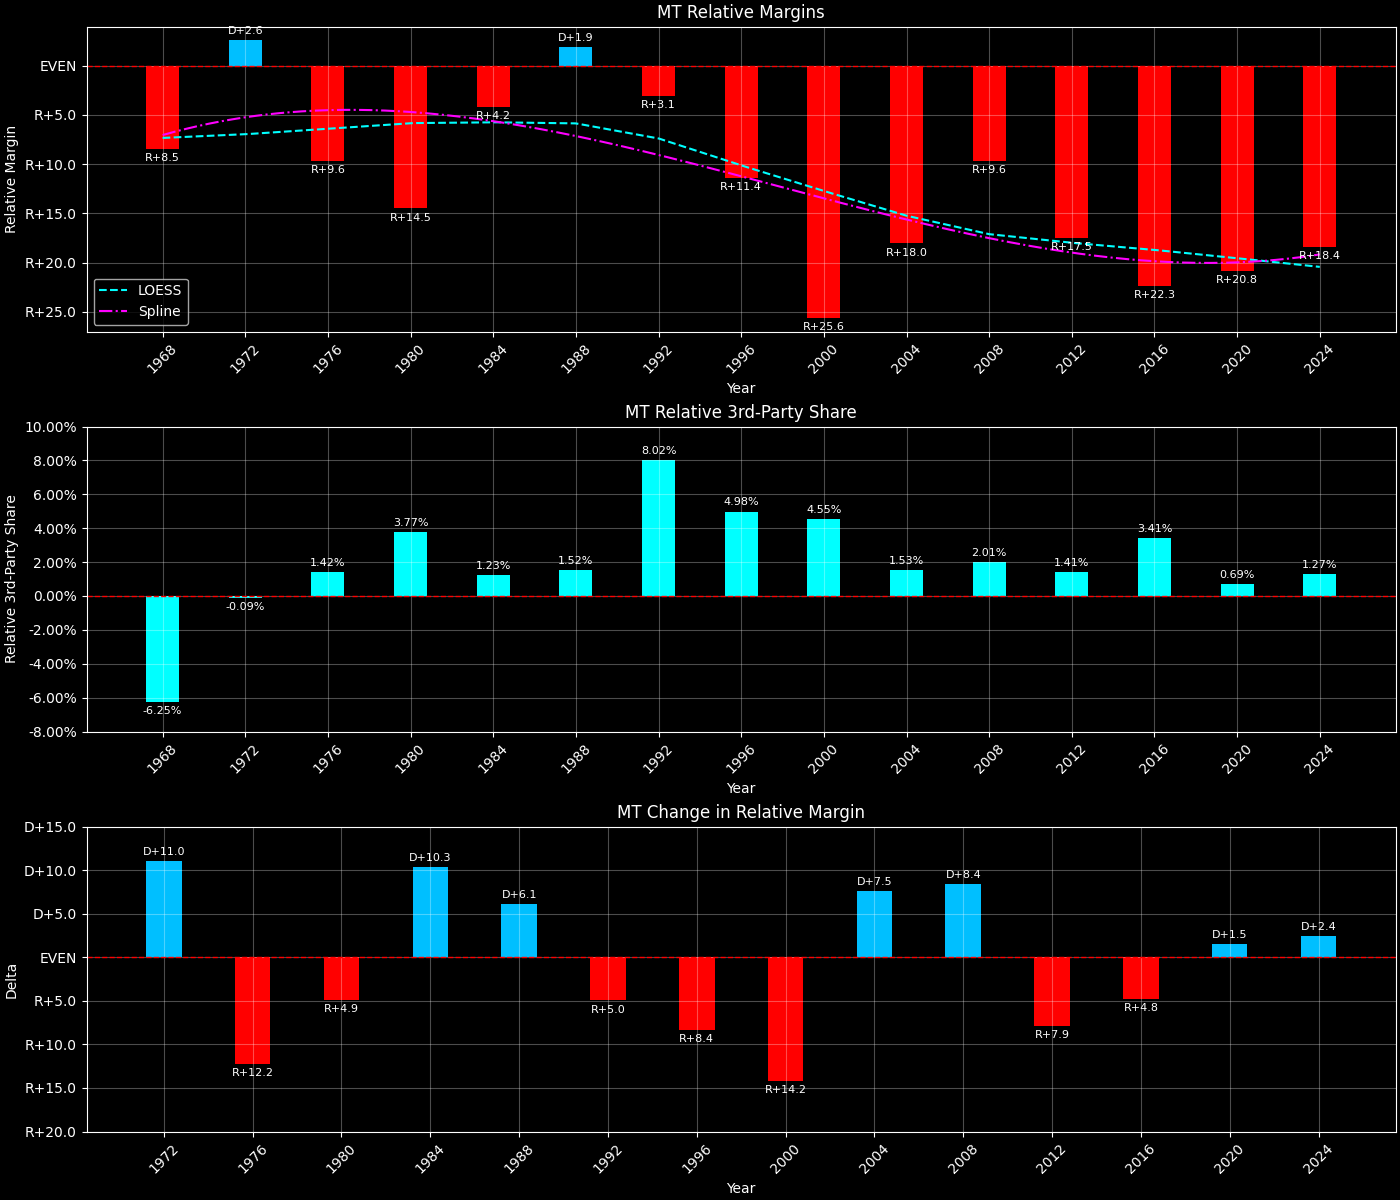 MT Relative Margins
Relative Margin
EVEN
R+5.0
R+10.0
R+15.0
R+20.0
R+25.0
R+8.5
D+2.6
R+9.6
R+14.5
R+4.2
D+1.9
R+3.1
R+11.4
R+25.6
R+18.0
R+9.6
R+17.5
R+22.3
R+20.8
R+18.4
LOESS
Spline
1968
1972
1976
1980
1984
1988
1992
1996
2000
2004
2008
2012
2016
2020
2024
Year
MT Relative 3rd-Party Share
Relative 3rd-Party Share
10.00%
8.00%
6.00%
4.00%
2.00%
0.00%
-2.00%
-4.00%
-6.00%
-8.00%
-6.25%
-0.09%
1.42%
3.77%
1.23%
1.52%
8.02%
4.98%
4.55%
1.53%
2.01%
1.41%
3.41%
0.69%
1.27%
1968
1972
1976
1980
1984
1988
1992
1996
2000
2004
2008
2012
2016
2020
2024
Year
MT Change in Relative Margin
Delta
D+15.0
D+10.0
D+5.0
EVEN
R+5.0
R+10.0
R+15.0
R+20.0
D+11.0
R+12.2
R+4.9
D+10.3
D+6.1
R+5.0
R+8.4
R+14.2
D+7.5
D+8.4
R+7.9
R+4.8
D+1.5
D+2.4
1972
1976
1980
1984
1988
1992
1996
2000
2004
2008
2012
2016
2020
2024
Year